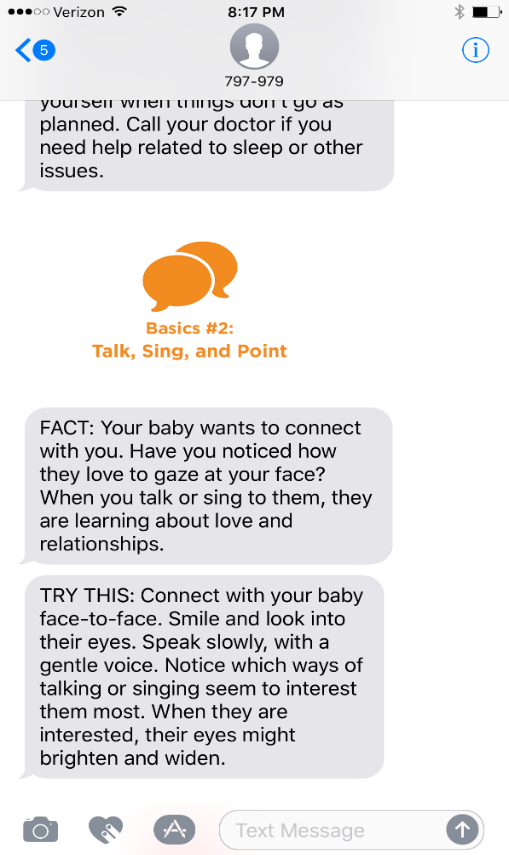 Verizon 8:17 PM
5
797-979
yourself when things don't go as
planned. Call your doctor if you
need help related to sleep or other
issues.
Basics #2:
Talk, Sing, and Point
FACT: Your baby wants to connect
with you. Have you noticed how
they love to gaze at your face?
When you talk or sing to them, they
are learning about love and
relationships.
TRY THIS: Connect with your baby
face-to-face. Smile and look into
their eyes. Speak slowly, with a
gentle voice. Notice which ways of
talking or singing seem to interest
them most. When they are
interested, their eyes might
brighten and widen.
Text Message